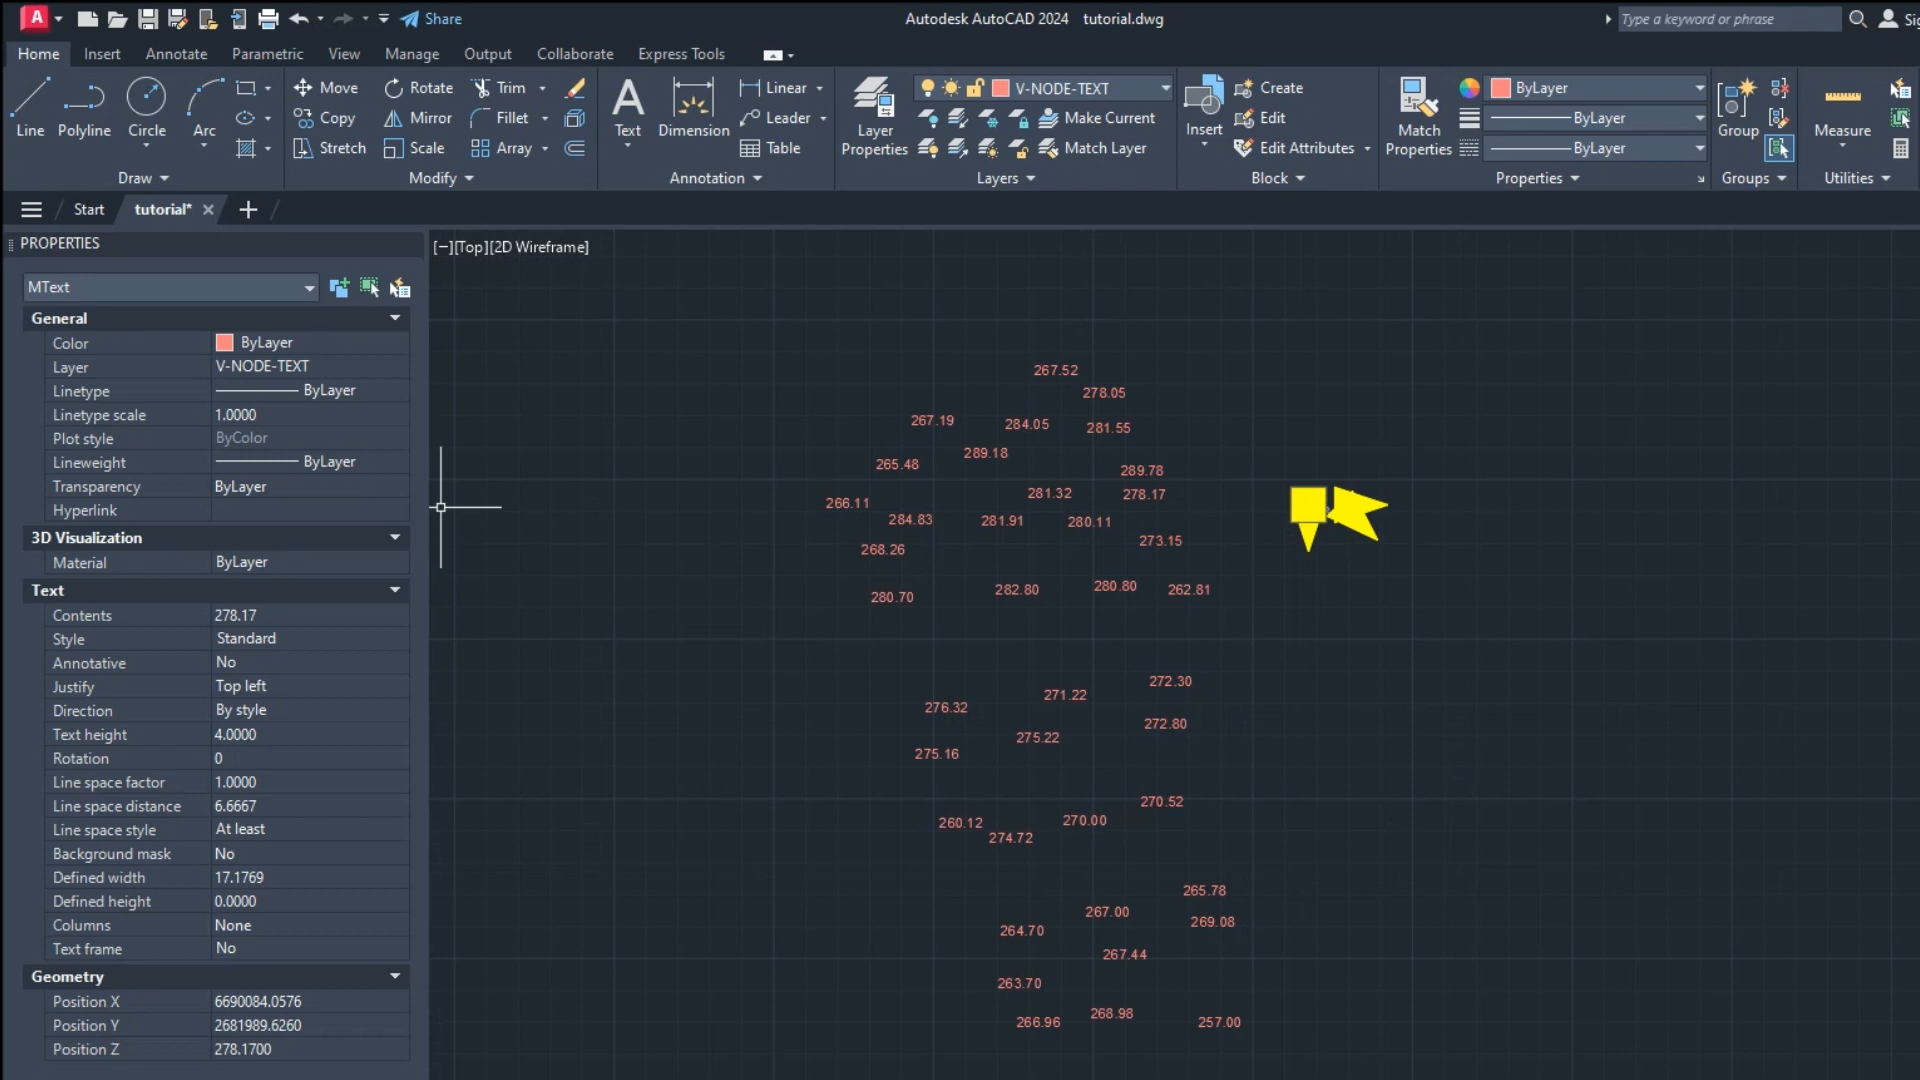 A
Share
Autodesk AutoCAD 2024 tutorial.dwg
Type a keyword or phrase
Home Insert Annotate Parametric View Manage Output Collaborate Express Tools
Move Rotate Trim Linear V-NODE-TEXT Create ByLayer
Copy Mirror Fillet Leader Make Current Edit ByLayer
Line Polyline Circle Arc Text Dimension Layer Properties Insert Match Properties Group Measure
Stretch Scale Array Table Match Layer Edit Attributes ByLayer
Draw Modify Annotation Layers Block Properties Groups Utilities
Start tutorial*
PROPERTIES
[−][Top][2D Wireframe]
MText
General
Color ByLayer
Layer V-NODE-TEXT
Linetype ByLayer
Linetype scale 1.0000
Plot style ByColor
Lineweight ByLayer
Transparency ByLayer
Hyperlink
3D Visualization
Material ByLayer
Text
Contents 278.17
Style Standard
Annotative No
Justify Top left
Direction By style
Text height 4.0000
Rotation 0
Line space factor 1.0000
Line space distance 6.6667
Line space style At least
Background mask No
Defined width 17.1769
Defined height 0.0000
Columns None
Text frame No
Geometry
Position X 6690084.0576
Position Y 2681989.6260
Position Z 278.1700
267.52
278.05
267.19 284.05 281.55
289.18
265.48 289.78
281.32 278.17
266.11
284.83 281.91 280.11
273.15
268.26
280.70 282.80 280.80 262.81
272.30
271.22
276.32
272.80
275.22
275.16
270.52
260.12 270.00
274.72
265.78
267.00
269.08
264.70
267.44
263.70
266.96 268.98 257.00